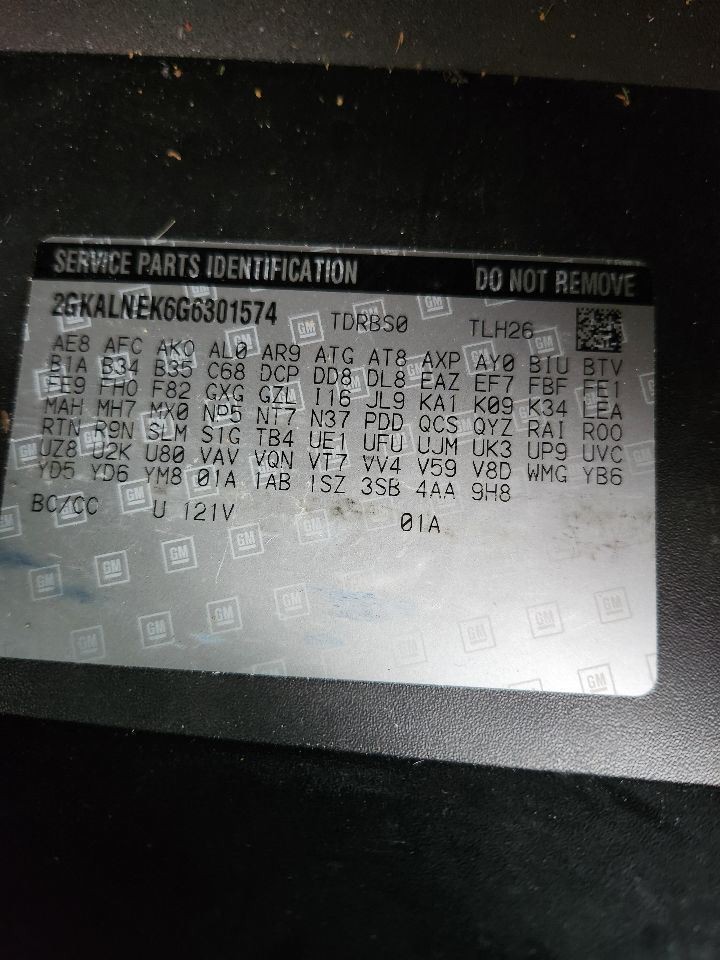 SERVICE PARTS IDENTIFICATION DO NOT REMOVE
2GKALNEK6G6301574 TDRBS0 TLH26
AE8 AFC AK0 AL0 AR9 ATG AT8 AXP AY0 BIU BTV
B1A B34 B35 C68 DCP DD8 DL8 EAZ EF7 FBF FE1
FE9 FH0 F82 GXG GZL I16 JL9 KA1 K09 K34 LEA
MAH MH7 MX0 NP5 NT7 N37 PDD QCS QYZ RAI R00
RTN R9N SLM S1G TB4 UE1 UFU UJM UK3 UP9 UVC
UZ8 U2K U80 VAV VQN VT7 VV4 V59 V8D WMG YB6
YD5 YD6 YM8 01A 1AB 1SZ 3SB 4AA 9H8
BC/CC U 121V 01A
GM